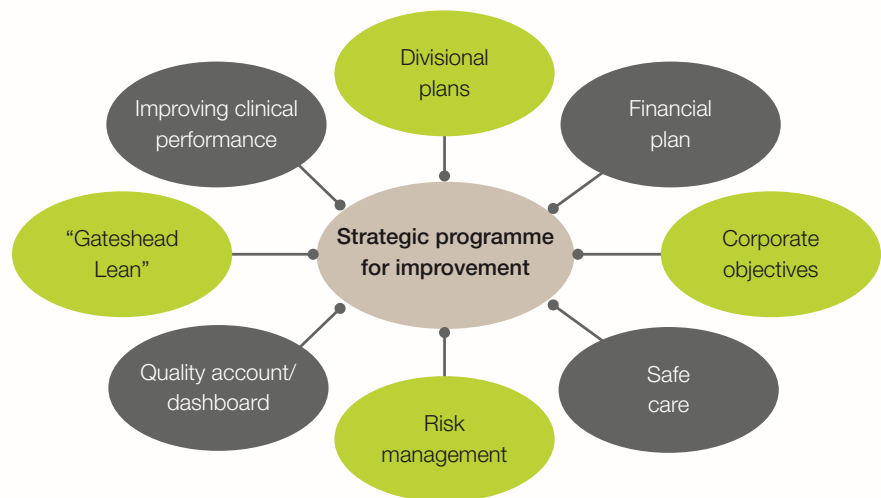 Divisional
plans
Improving clinical
performance
Financial
plan
“Gateshead
Lean”
Strategic programme
for improvement
Corporate
objectives
Quality account/
dashboard
Safe
care
Risk
management